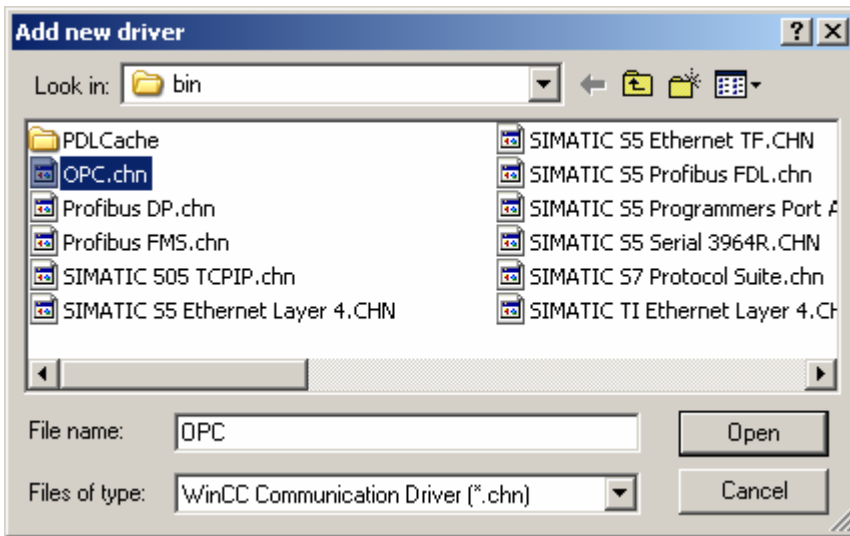 Add new driver
Look in: bin
PDLCache
OPC.chn
Profibus DP.chn
Profibus FMS.chn
SIMATIC 505 TCPIP.chn
SIMATIC S5 Ethernet Layer 4.CHN
SIMATIC S5 Ethernet TF.CHN
SIMATIC S5 Profibus FDL.chn
SIMATIC S5 Programmers Port
SIMATIC S5 Serial 3964R.CHN
SIMATIC S7 Protocol Suite.chn
SIMATIC TI Ethernet Layer 4.CH
File name: OPC Open
Files of type: WinCC Communication Driver (*.chn) Cancel